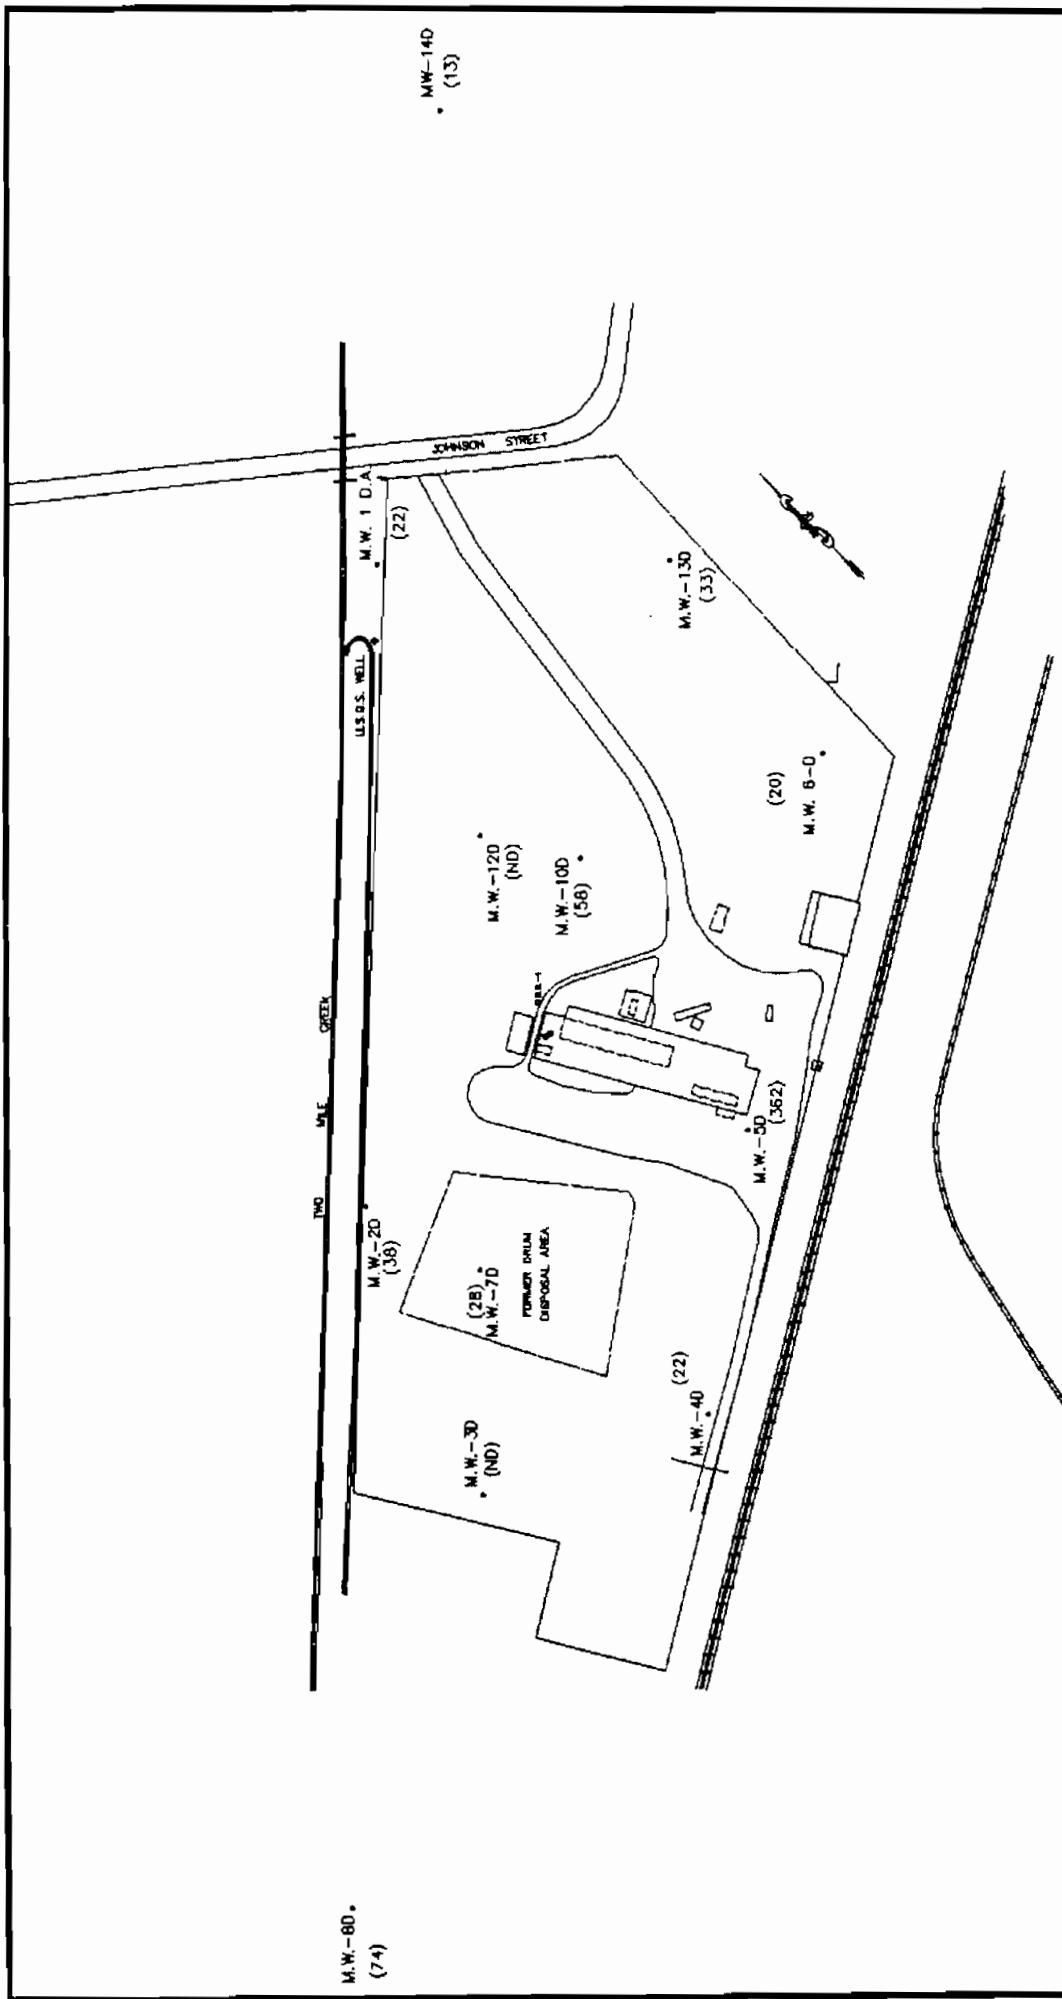 MW-14D
(13)
JOHNSON STREET
M.W. 1 D.A.
(22)
M.W.-13D
(33)
U.S.G.S. WELL
(20)
M.W. 6-D
M.W.-12D
(ND)
M.W.-10D
(58)
TWO MILE CREEK
M.W.-5D
(362)
M.W.-2D
(38)
(28)
M.W.-7D
FORMER DRUM
DISPOSAL AREA
(22)
M.W.-4D
M.W.-3D
(ND)
M.W.-8D
(74)